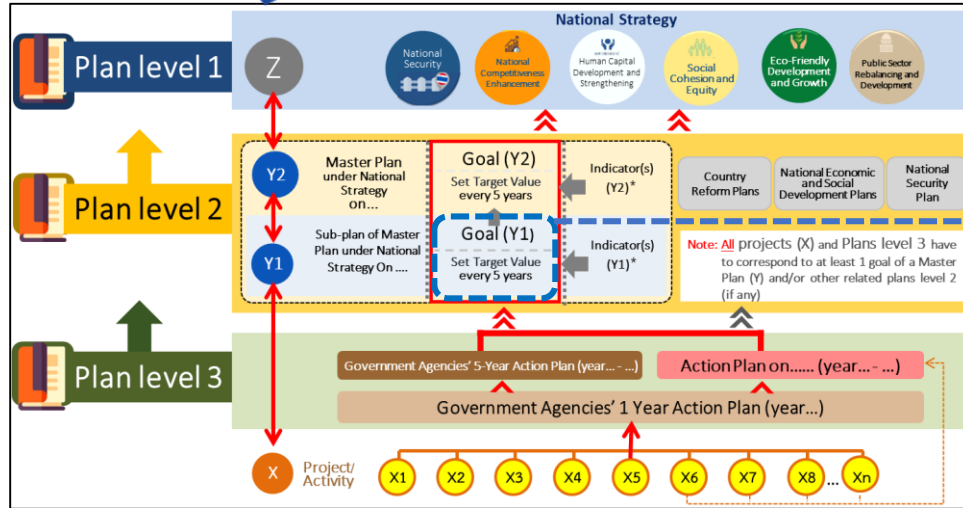 National Strategy
Plan level 1
Z
National
Security
National
Competitiveness
Enhancement
Human Capital
Development and
Strengthening
Social
Cohesion and
Equity
Eco-Friendly
Development
and Growth
Public Sector
Rebalancing and
Development
Plan level 2
Y2
Master Plan
under National
Strategy
on...
Goal (Y2)
Set Target Value
every 5 years
Indicator(s)
(Y2)*
Country
Reform Plans
National Economic
and Social
Development Plans
National
Security
Plan
Y1
Sub-plan of Master
Plan under National
Strategy On ....
Goal (Y1)
Set Target Value
every 5 years
Indicator(s)
(Y1)*
Note: All projects (X) and Plans level 3 have
to correspond to at least 1 goal of a Master
Plan (Y) and/or other related plans level 2
(if any)
Plan level 3
Government Agencies' 5-Year Action Plan (year... - ...)
Action Plan on...... (year...- ...)
Government Agencies' 1 Year Action Plan (year...)
X
Project/
Activity
X1
X2
X3
X4
X5
X6
X7
X8
...
Xn